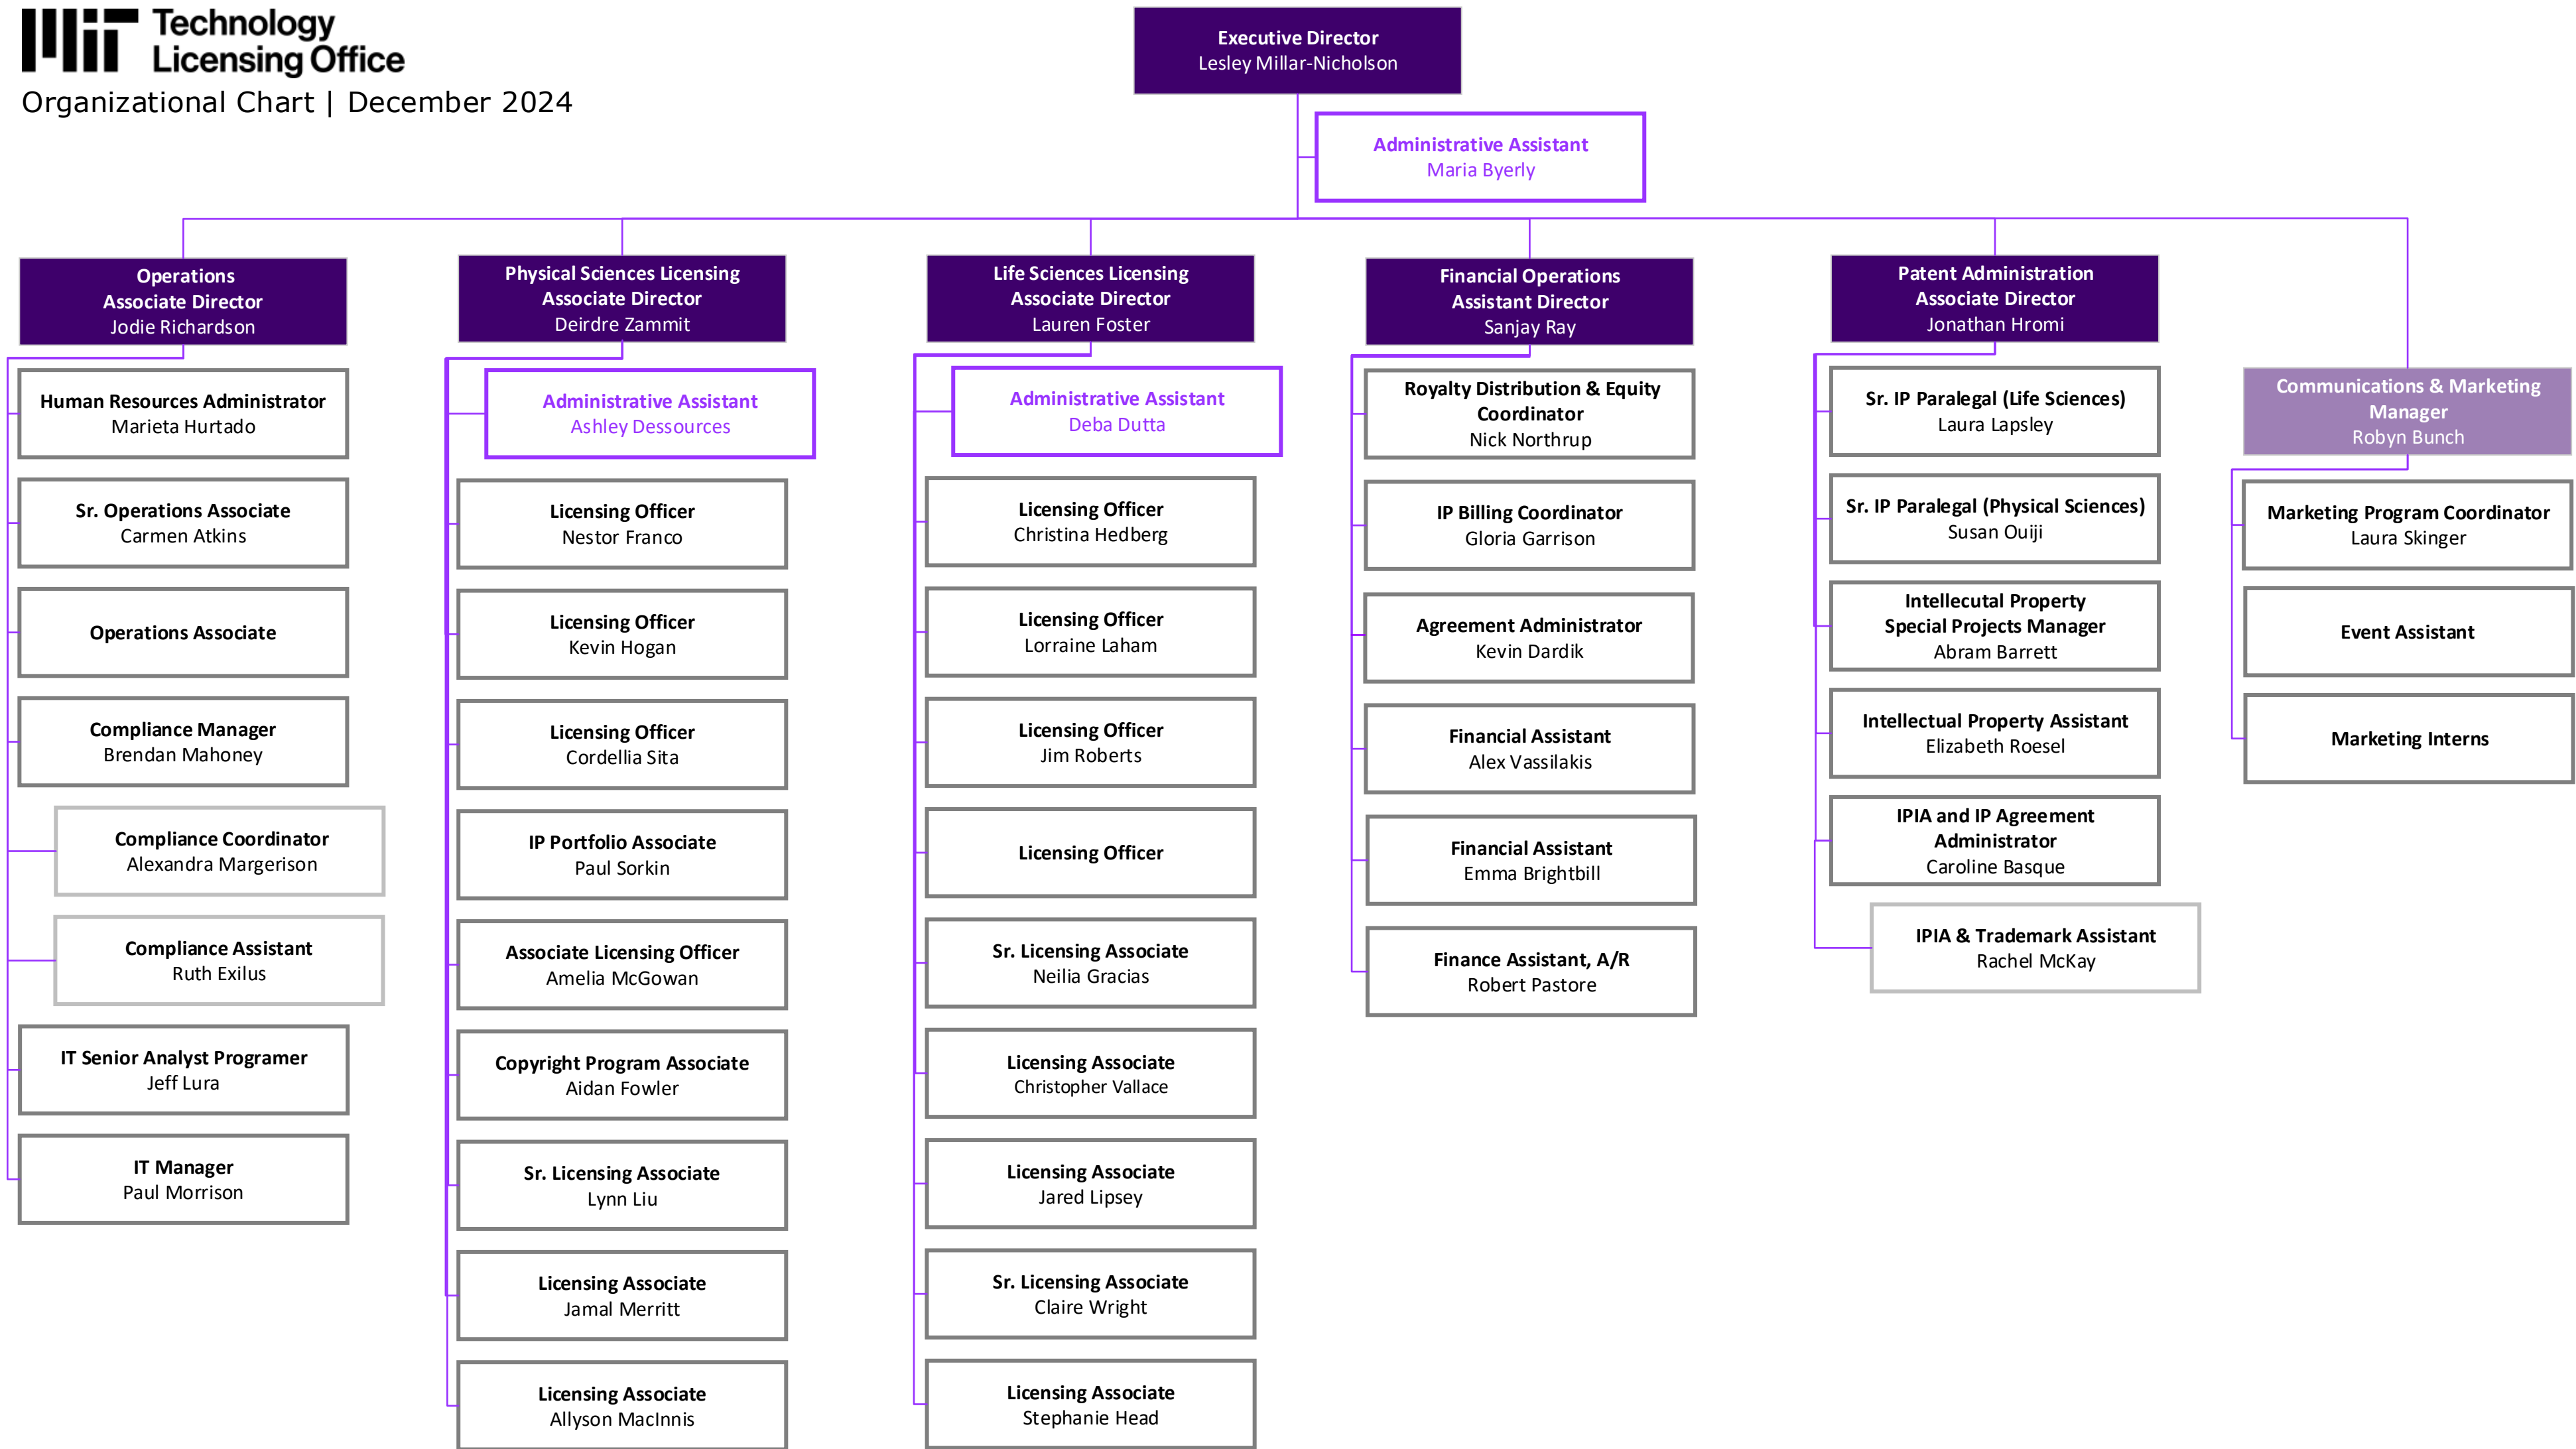 MIT Technology
Licensing Office
Organizational Chart | December 2024
Executive Director
Lesley Millar-Nicholson
Administrative Assistant
Maria Byerly
Operations
Associate Director
Jodie Richardson
Human Resources Administrator
Marieta Hurtado
Sr. Operations Associate
Carmen Atkins
Operations Associate
Compliance Manager
Brendan Mahoney
Compliance Coordinator
Alexandra Margerison
Compliance Assistant
Ruth Exilus
IT Senior Analyst Programer
Jeff Lura
IT Manager
Paul Morrison
Physical Sciences Licensing
Associate Director
Deirdre Zammit
Administrative Assistant
Ashley Dessources
Licensing Officer
Nestor Franco
Licensing Officer
Kevin Hogan
Licensing Officer
Cordellia Sita
IP Portfolio Associate
Paul Sorkin
Associate Licensing Officer
Amelia McGowan
Copyright Program Associate
Aidan Fowler
Sr. Licensing Associate
Lynn Liu
Licensing Associate
Jamal Merritt
Licensing Associate
Allyson MacInnis
Life Sciences Licensing
Associate Director
Lauren Foster
Administrative Assistant
Deba Dutta
Licensing Officer
Christina Hedberg
Licensing Officer
Lorraine Laham
Licensing Officer
Jim Roberts
Licensing Officer
Sr. Licensing Associate
Neilia Gracias
Licensing Associate
Christopher Vallace
Licensing Associate
Jared Lipsey
Sr. Licensing Associate
Claire Wright
Licensing Associate
Stephanie Head
Financial Operations
Assistant Director
Sanjay Ray
Royalty Distribution & Equity
Coordinator
Nick Northrup
IP Billing Coordinator
Gloria Garrison
Agreement Administrator
Kevin Dardik
Financial Assistant
Alex Vassilakis
Financial Assistant
Emma Brightbill
Finance Assistant, A/R
Robert Pastore
Patent Administration
Associate Director
Jonathan Hromi
Sr. IP Paralegal (Life Sciences)
Laura Lapsley
Sr. IP Paralegal (Physical Sciences)
Susan Ouiji
Intellecutal Property
Special Projects Manager
Abram Barrett
Intellectual Property Assistant
Elizabeth Roesel
IPIA and IP Agreement
Administrator
Caroline Basque
IPIA & Trademark Assistant
Rachel McKay
Communications & Marketing
Manager
Robyn Bunch
Marketing Program Coordinator
Laura Skinger
Event Assistant
Marketing Interns